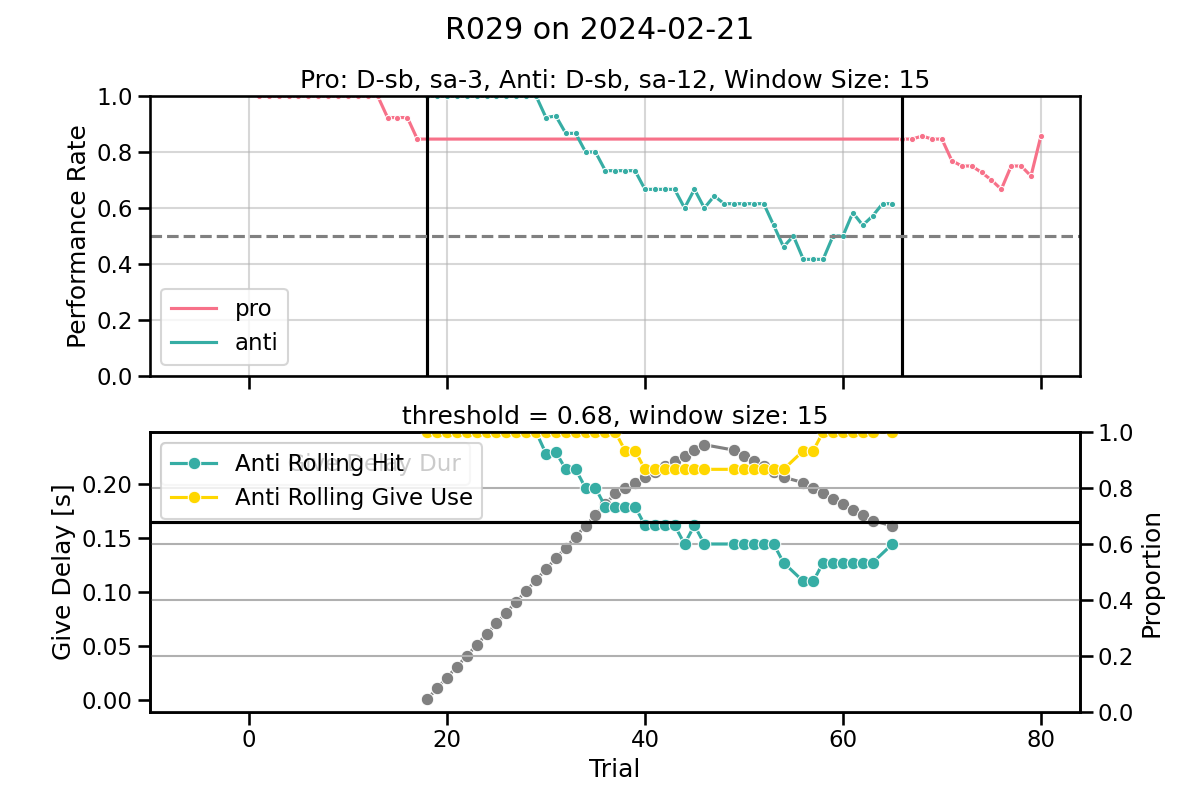 R029 on 2024-02-21
Pro: D-sb, sa-3, Anti: D-sb, sa-12, Window Size: 15
1.0
0.8
0.6
0.4
0.2
0.0
Performance Rate
pro
anti
threshold = 0.68, window size: 15
0.20
0.15
0.10
0.05
0.00
Give Delay [s]
Give Delay Dur
Anti Rolling Hit
Anti Rolling Give Use
1.0
0.8
0.6
0.4
0.2
0.0
Proportion
0 20 40 60 80
Trial